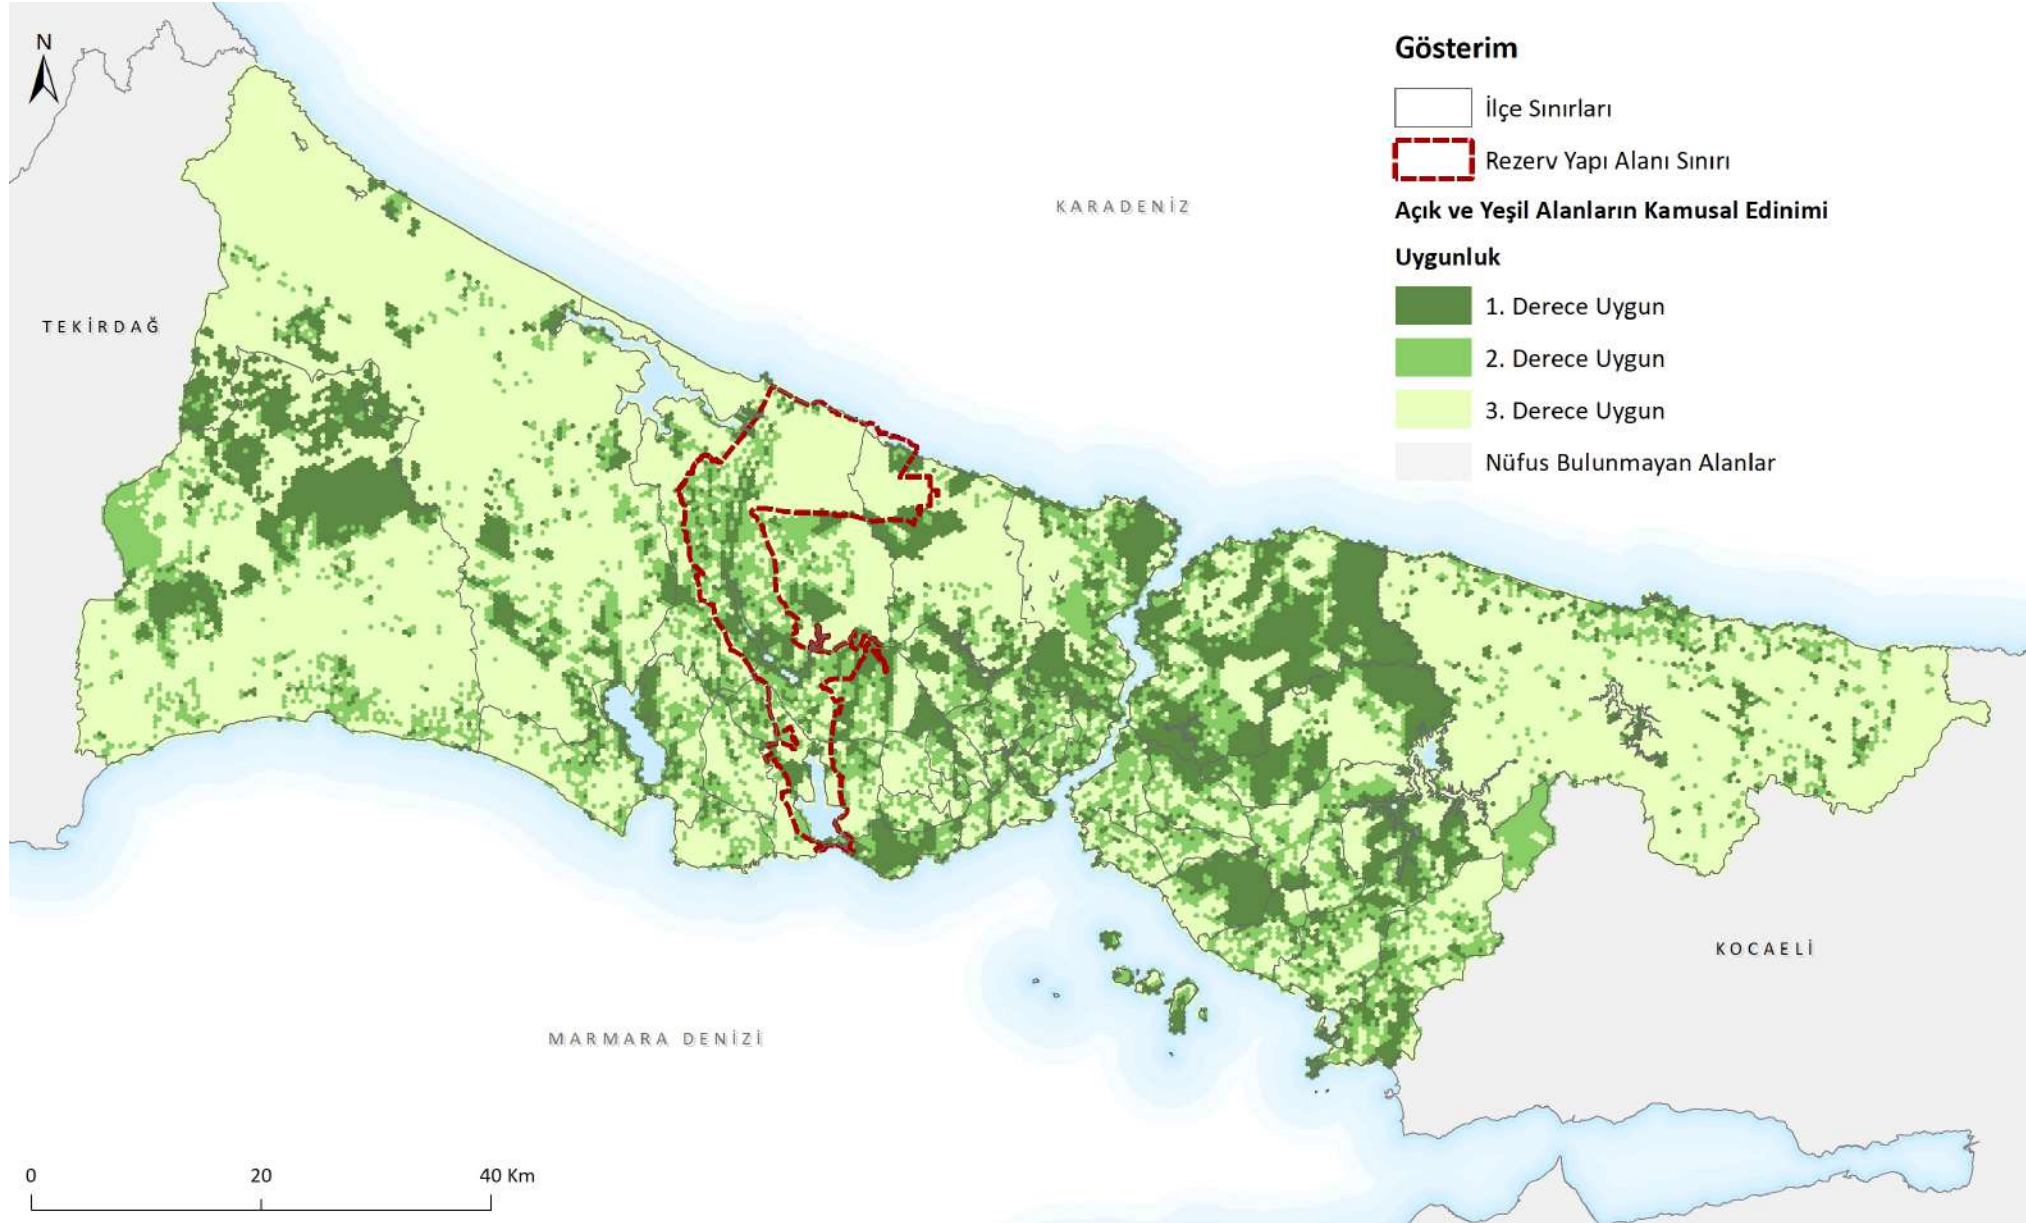 N
Gösterim
İlçe Sınırları
Rezerv Yapı Alanı Sınırı
KARADENİZ
Açık ve Yeşil Alanların Kamusal Edinimi
Uygunluk
1. Derece Uygun
TEKİRDAĞ
2. Derece Uygun
3. Derece Uygun
Nüfus Bulunmayan Alanlar
KOCAELİ
MARMARA DENİZİ
0 20 40 Km